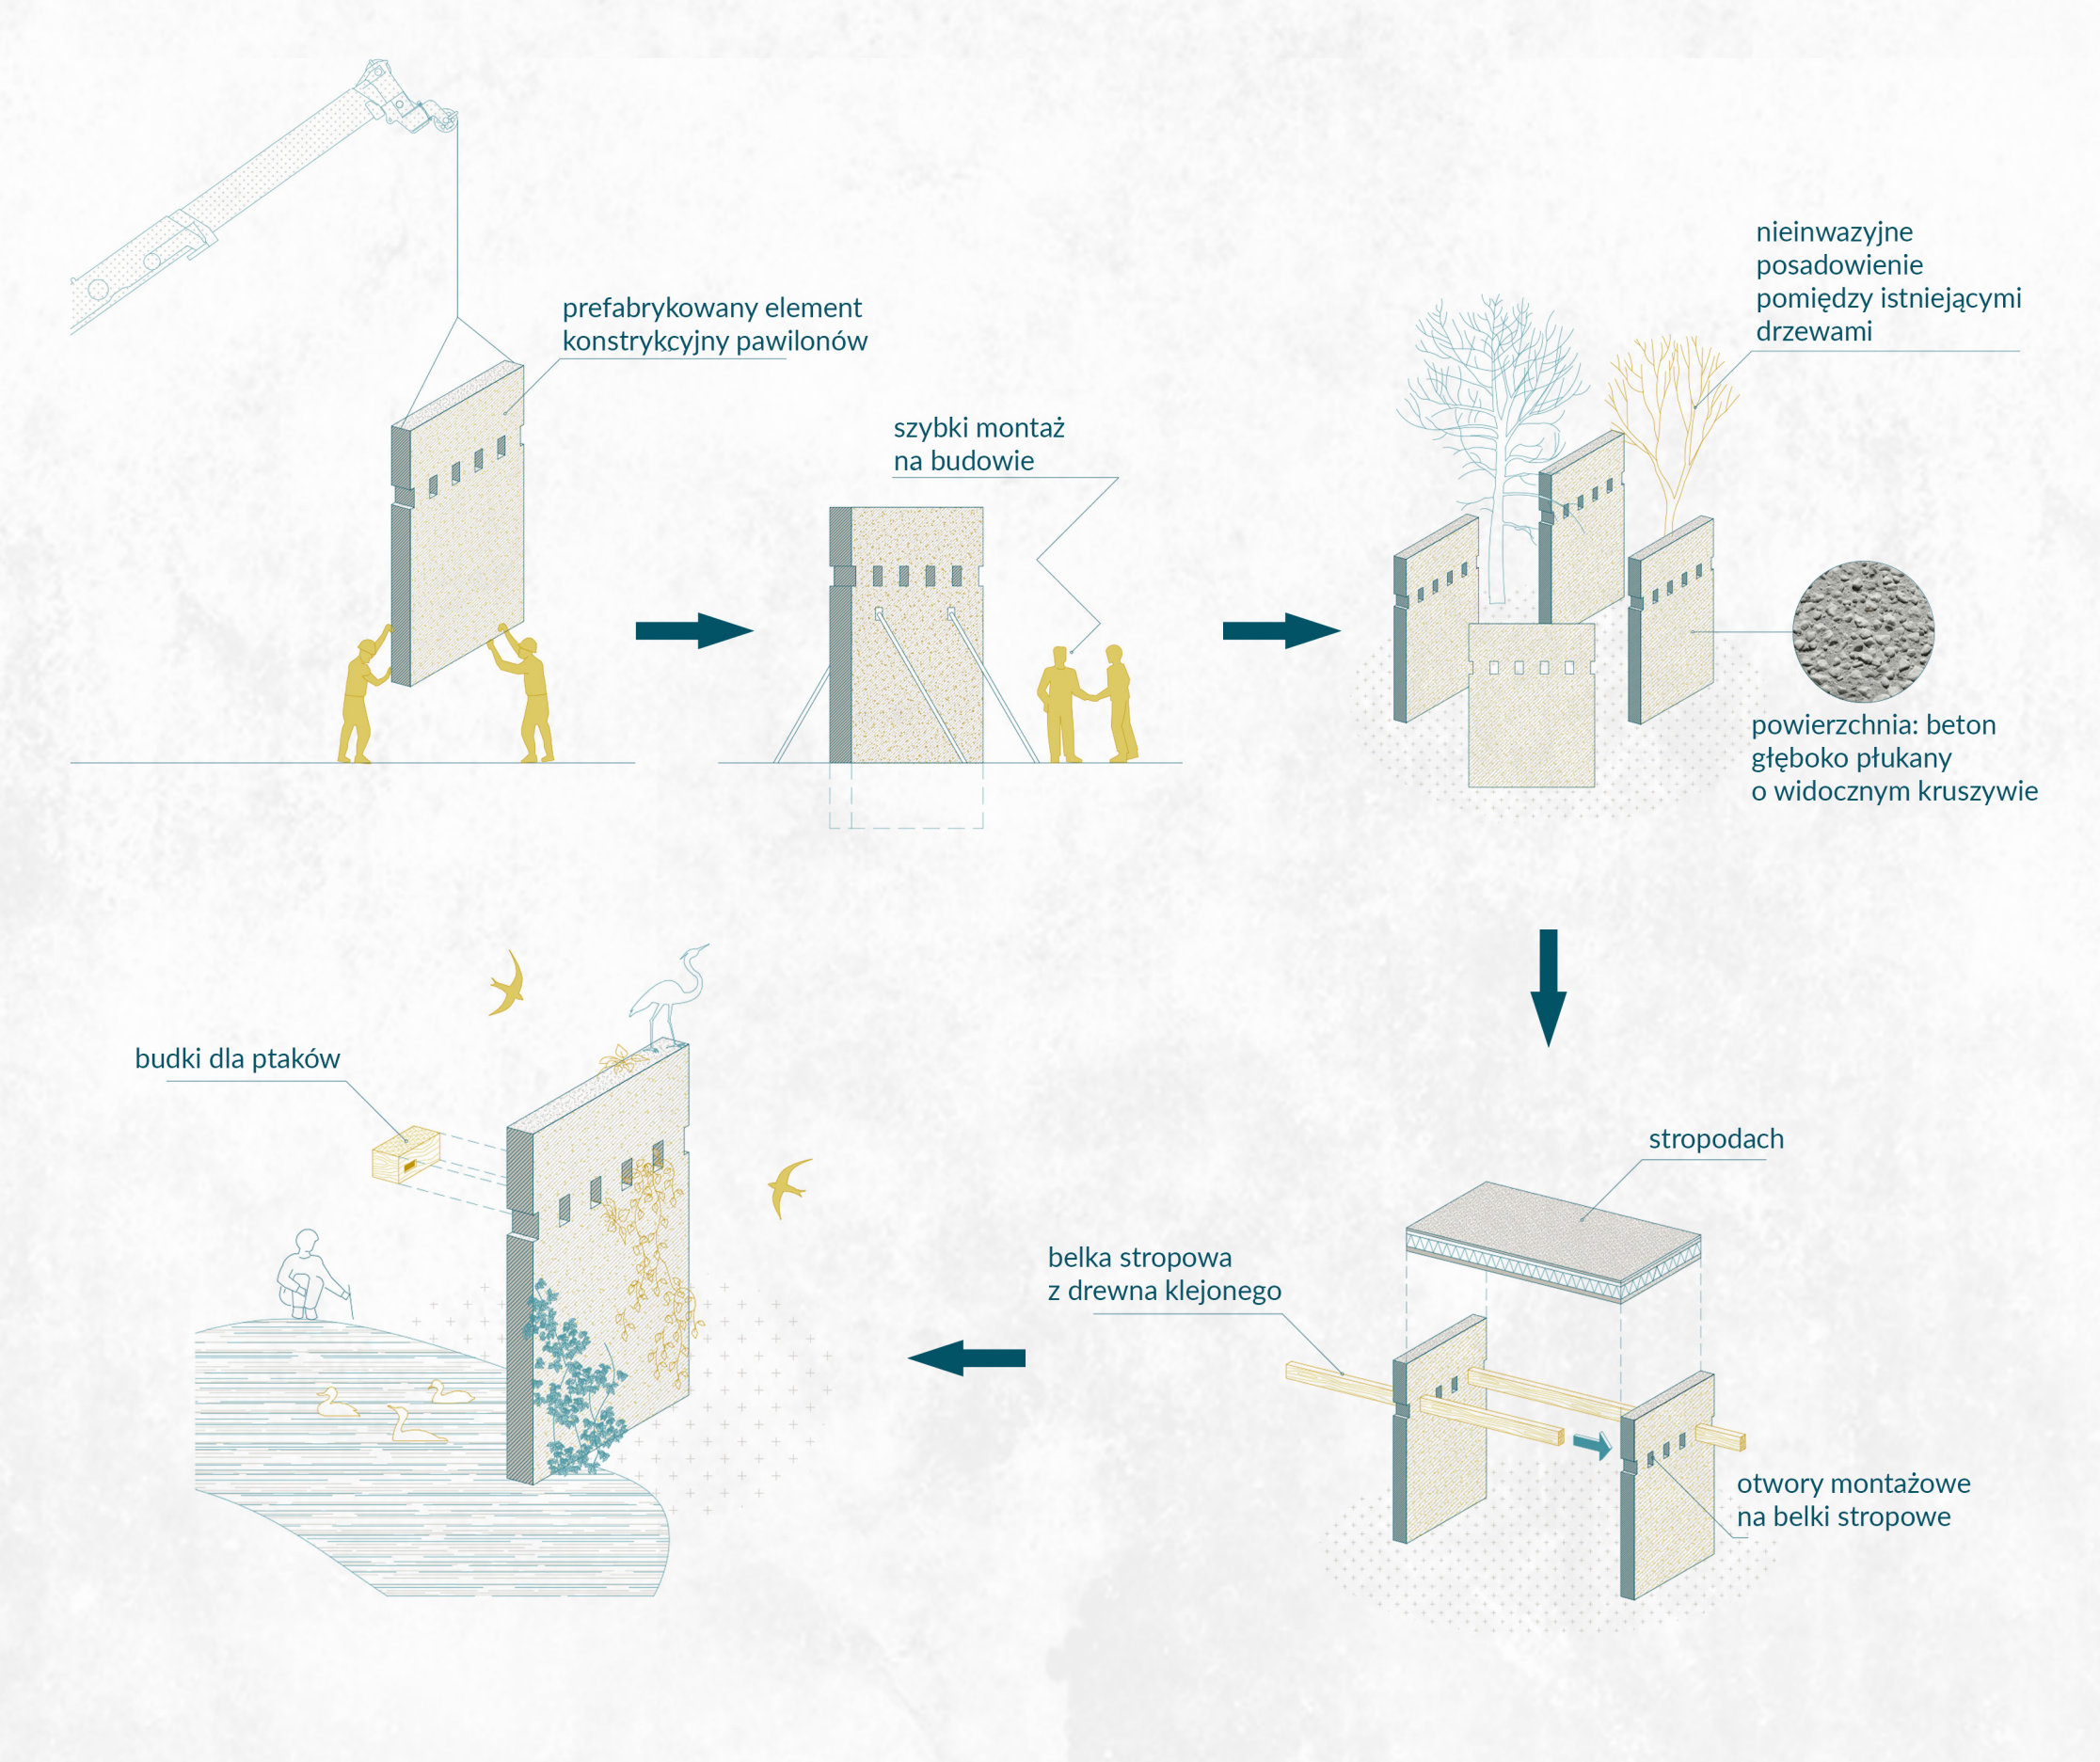 prefabrykowany element
konstrykcyjny pawilonów
szybki montaż
na budowie
nieinwazyjne
posadowienie
pomiędzy istniejącymi
drzewami
powierzchnia: beton
głęboko płukany
o widocznym kruszywie
stropodach
belka stropowa
z drewna klejonego
otwory montażowe
na belki stropowe
budki dla ptaków